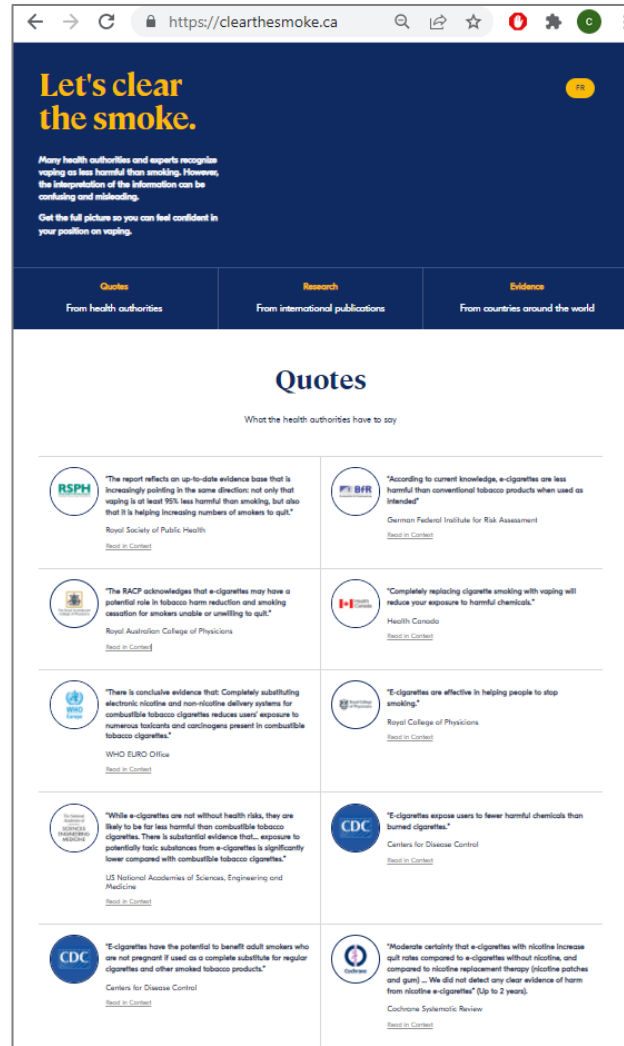 https://clearthesmoke.ca
C
Let's clear
the smoke.
FR
Many health authorities and experts recognize
vaping as less harmful than smoking. However,
the interpretation of the information can be
confusing and misleading.
Get the full picture so you can feel confident in
your position on vaping.
Quotes
From health authorities
Research
From international publications
Evidence
From countries around the world
Quotes
What the health authorities have to say
RSPH
"The report reflects an up-to-date evidence base that is
increasingly pointing in the same direction: not only that
vaping is at least 95% less harmful than smoking, but also
that it is helping increasing numbers of smokers to quit."
Royal Society of Public Health
Read in Context
BfR
"According to current knowledge, e-cigarettes are less
harmful than conventional tobacco products when used as
intended"
German Federal Institute for Risk Assessment
Read in Context
"The RACP acknowledges that e-cigarettes may have a
potential role in tobacco harm reduction and smoking
cessation for smokers unable or unwilling to quit."
Royal Australian College of Physicians
Read in Context
Health
Canada
"Completely replacing cigarette smoking with vaping will
reduce your exposure to harmful chemicals."
Health Canada
Read in Context
WHO
Europe
"There is conclusive evidence that: Completely substituting
electronic nicotine and non-nicotine delivery systems for
combustible tobacco cigarettes reduces users' exposure to
numerous toxicants and carcinogens present in combustible
tobacco cigarettes."
WHO EURO Office
Read in Context
Royal College
of Physicians
"E-cigarettes are effective in helping people to stop
smoking."
Royal College of Physicians
Read in Context
The National
Academies of
SCIENCES
ENGINEERING
MEDICINE
"While e-cigarettes are not without health risks, they are
likely to be far less harmful than combustible tobacco
cigarettes. There is substantial evidence that... exposure to
potentially toxic substances from e-cigarettes is significantly
lower compared with combustible tobacco cigarettes."
US National Academies of Sciences, Engineering and
Medicine
Read in Context
CDC
"E-cigarettes expose users to fewer harmful chemicals than
burned cigarettes."
Centers for Disease Control
Read in Context
CDC
"E-cigarettes have the potential to benefit adult smokers who
are not pregnant if used as a complete substitute for regular
cigarettes and other smoked tobacco products."
Centers for Disease Control
Read in Context
Cochrane
"Moderate certainty that e-cigarettes with nicotine increase
quit rates compared to e-cigarettes without nicotine, and
compared to nicotine replacement therapy (nicotine patches
and gum) ... We did not detect any clear evidence of harm
from nicotine e-cigarettes" (Up to 2 years).
Cochrane Systematic Review
Read in Context